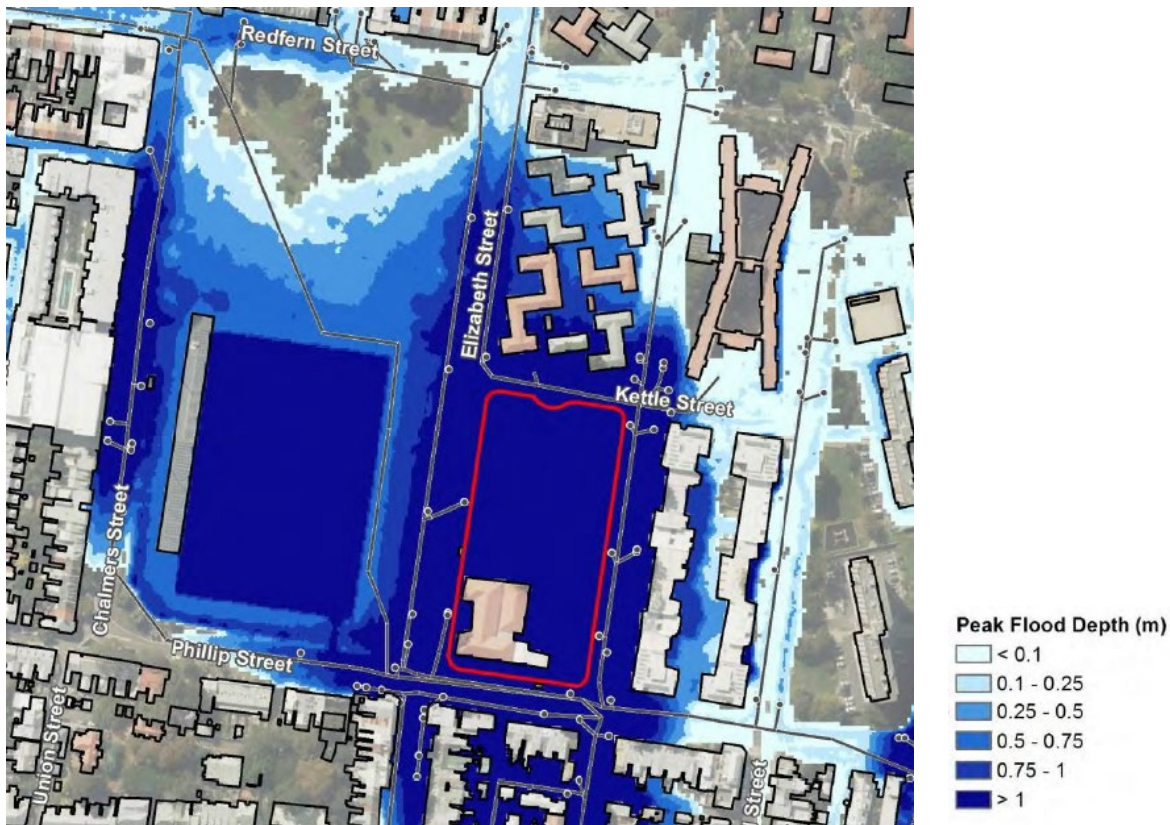 Redfern Street
Elizabeth Street
Kettle Street
Chalmers Street
Phillip Street
Union Street
Street
Peak Flood Depth (m)
< 0.1
0.1 - 0.25
0.25 - 0.5
0.5 - 0.75
0.75 - 1
> 1